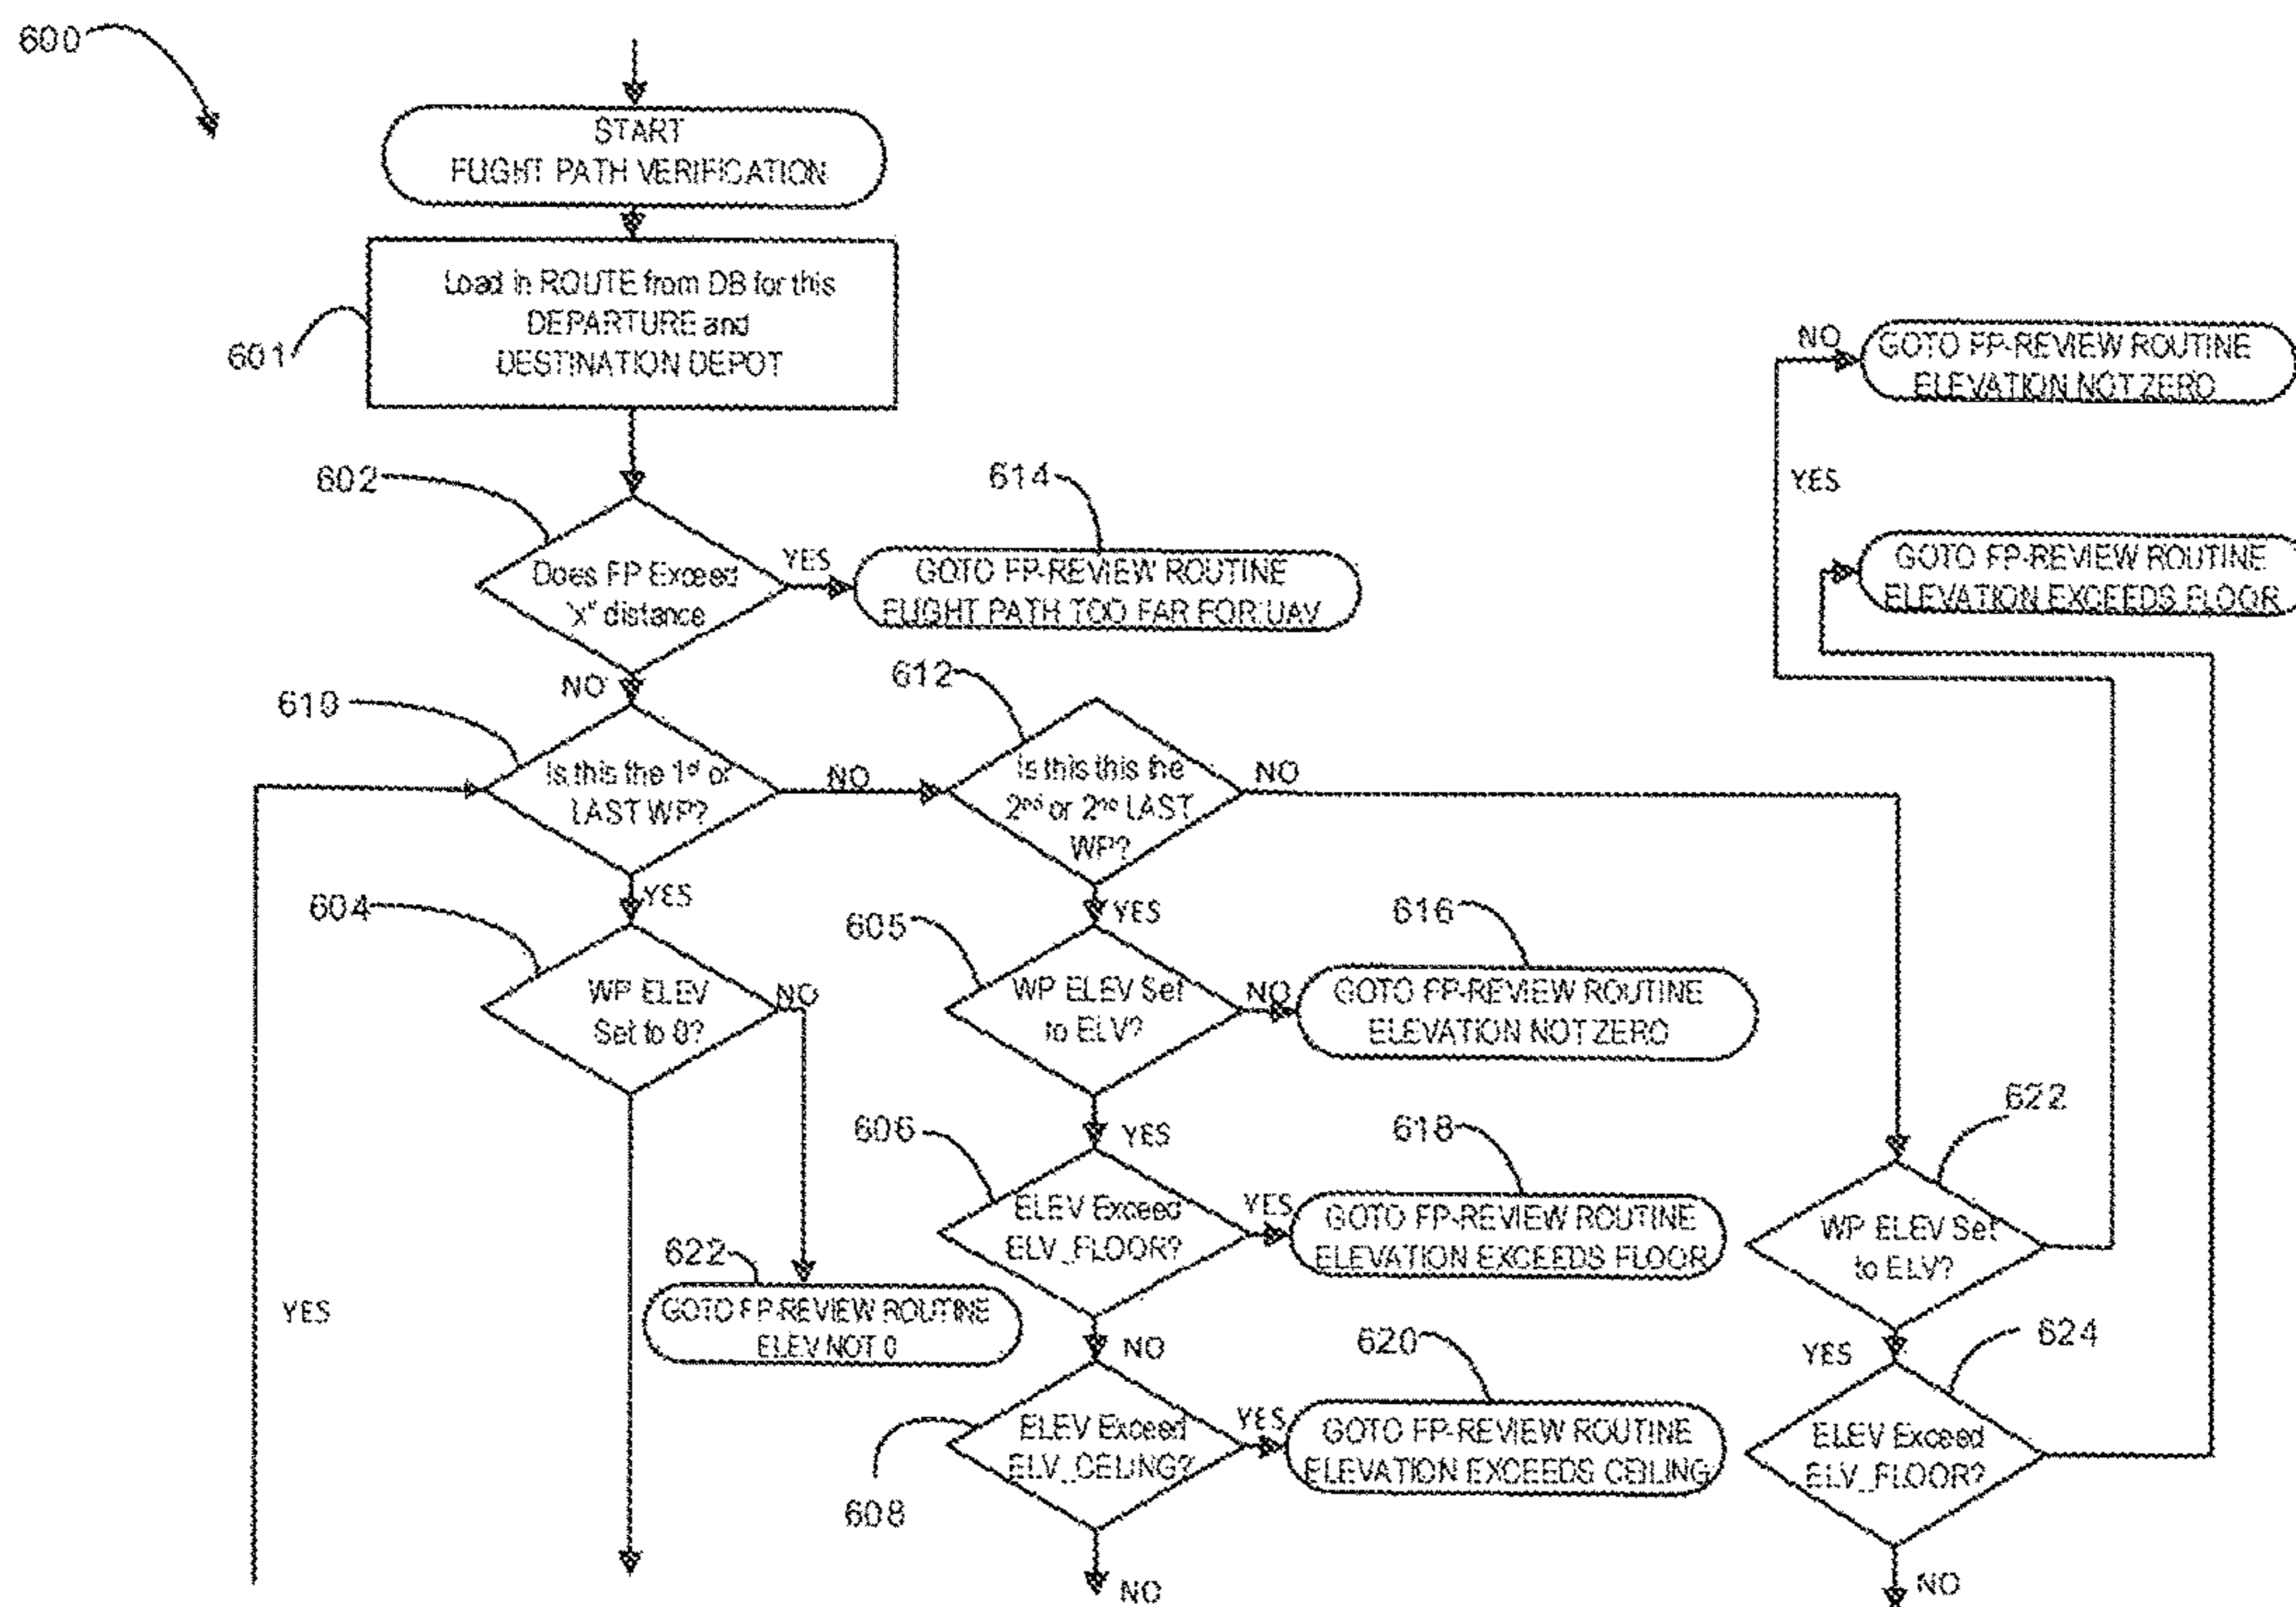 600
START
FLIGHT PATH VERIFICATION
Load in ROUTE from DB for this
DEPARTURE and
DESTINATION DEPOT
601
NO
GOTO FP-REVIEW ROUTINE
ELEVATION NOT ZERO
YES
GOTO FP-REVIEW ROUTINE
ELEVATION EXCEEDS FLOOR
602
Does FP Exceed
"x" distance
YES
614
GOTO FP-REVIEW ROUTINE
FLIGHT PATH TOO FAR FOR UAV
NO
610
Is this the 1st or
LAST WP?
NO
612
Is this this the
2nd or 2nd LAST
WP?
NO
YES
604
WP ELEV
Set to 0?
NO
YES
605
WP ELEV Set
to ELV?
NO
616
GOTO FP-REVIEW ROUTINE
ELEVATION NOT ZERO
YES
606
ELEV Exceed
ELV_FLOOR?
YES
618
GOTO FP-REVIEW ROUTINE
ELEVATION EXCEEDS FLOOR
622
WP ELEV Set
to ELV?
YES
622
GOTO FP-REVIEW ROUTINE
ELEV NOT 0
NO
608
ELEV Exceed
ELV_CEILING?
YES
620
GOTO FP-REVIEW ROUTINE
ELEVATION EXCEEDS CEILING
YES
624
ELEV Exceed
ELV_FLOOR?
NO
NO